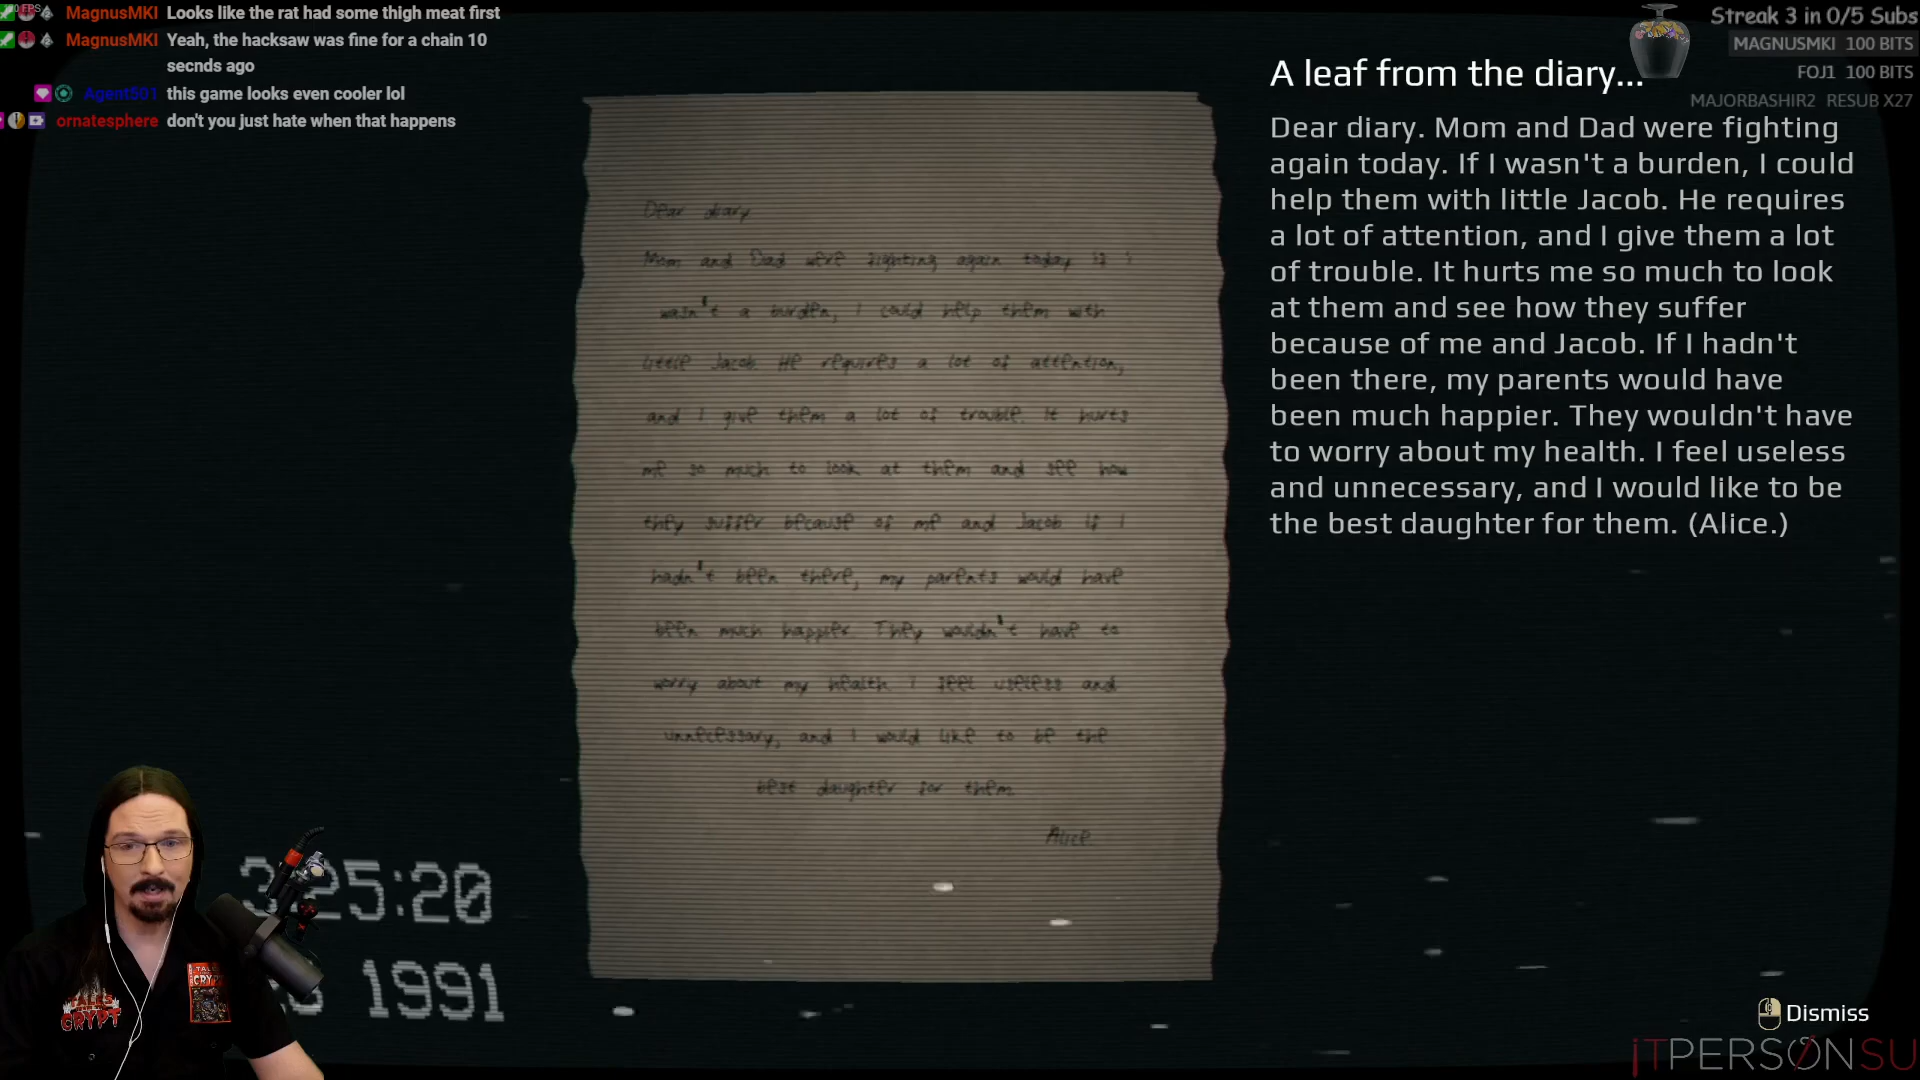 MagnusMKI Looks like the rat had some thigh meat first
MagnusMKI Yeah, the hacksaw was fine for a chain 10
secnds ago
Agent501 this game looks even cooler lol
ornatesphere don't you just hate when that happens
Streak 3 in 0/5 Subs
MAGNUSMKI 100 BITS
FOJ1 100 BITS
MAJORBASHIR2 RESUB X27
Dear diary
Mom and Dad were fighting again today if i
wasn't a burden, I could help them with
little Jacob. He requires a lot of attention,
and I give them a lot of trouble. It hurts
me so much to look at them and see how
they suffer because of me and Jacob If I
hadn't been there, my parents would have
been much happier. They wouldn't have to
worry about my health. I feel useless and
unnecessary, and I would like to be the
best daughter for them.
Alice.
A leaf from the diary...
Dear diary. Mom and Dad were fighting
again today. If I wasn't a burden, I could
help them with little Jacob. He requires
a lot of attention, and I give them a lot
of trouble. It hurts me so much to look
at them and see how they suffer
because of me and Jacob. If I hadn't
been there, my parents would have
been much happier. They wouldn't have
to worry about my health. I feel useless
and unnecessary, and I would like to be
the best daughter for them. (Alice.)
3:25:20
1991
TALES
CRYPT
Dismiss
iTPERSONSU